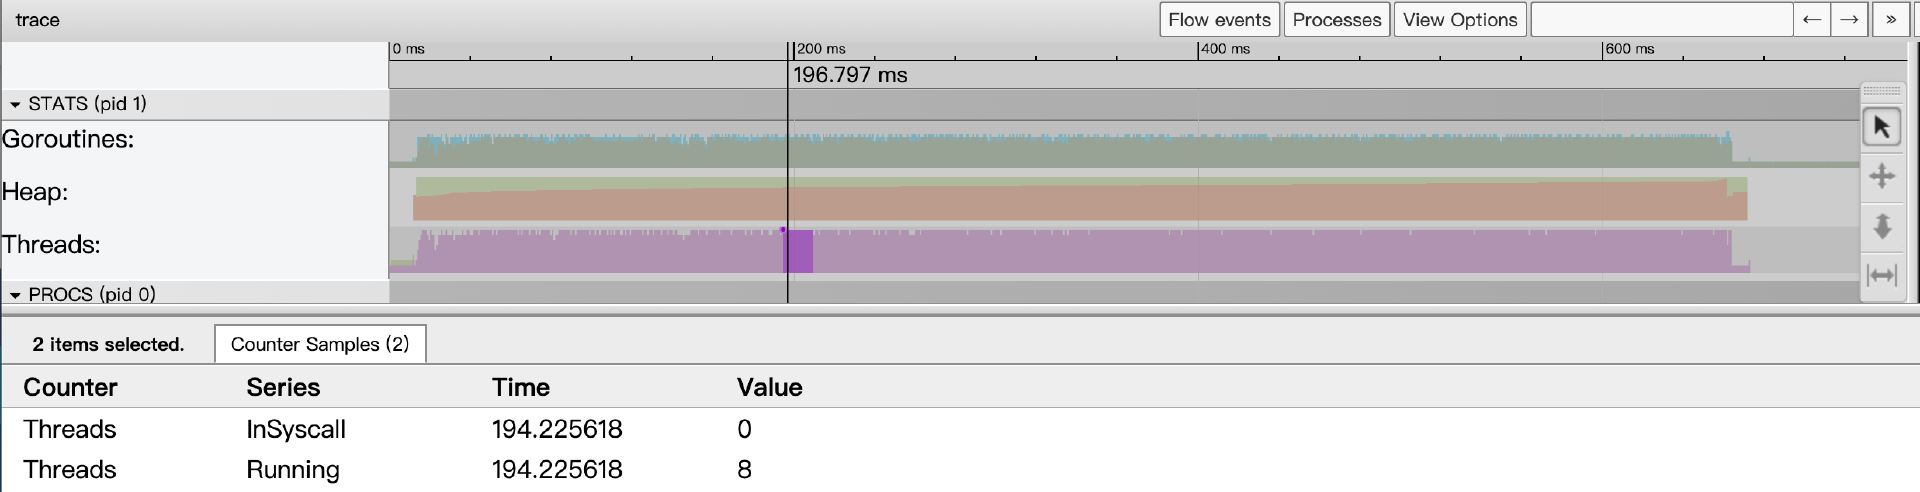 trace
Flow events Processes View Options ← → »
0 ms 200 ms 400 ms 600 ms
196.797 ms
STATS (pid 1)
Goroutines:
Heap:
Threads:
PROCS (pid 0)
2 items selected. Counter Samples (2)
Counter Series Time Value
Threads InSyscall 194.225618 0
Threads Running 194.225618 8